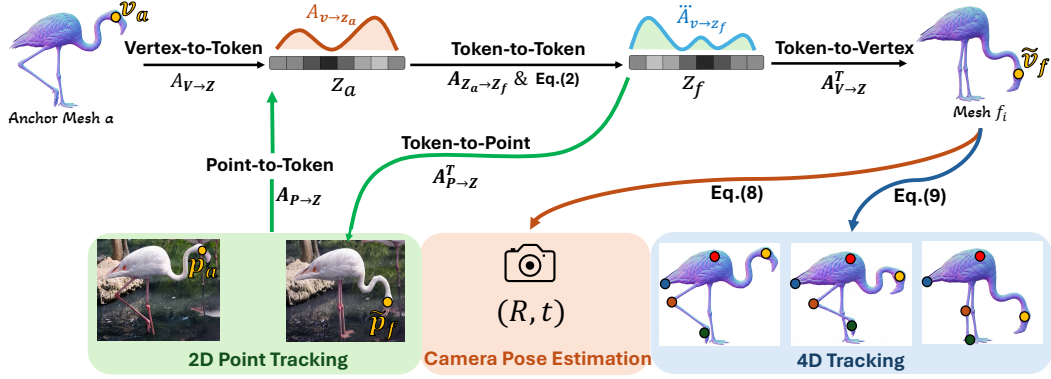 v_a
Anchor Mesh a
Vertex-to-Token
A_{V→Z}
A_{v→z_a}
Z_a
Token-to-Token
A_{Z_a→Z_f} & Eq.(2)
Ä_{v→z_f}
Z_f
Token-to-Vertex
A^T_{V→Z}
ṽ_f
Mesh f_i
Point-to-Token
A_{P→Z}
Token-to-Point
A^T_{P→Z}
Eq.(8)
Eq.(9)
p_a
p̃_f
2D Point Tracking
(R, t)
Camera Pose Estimation
4D Tracking